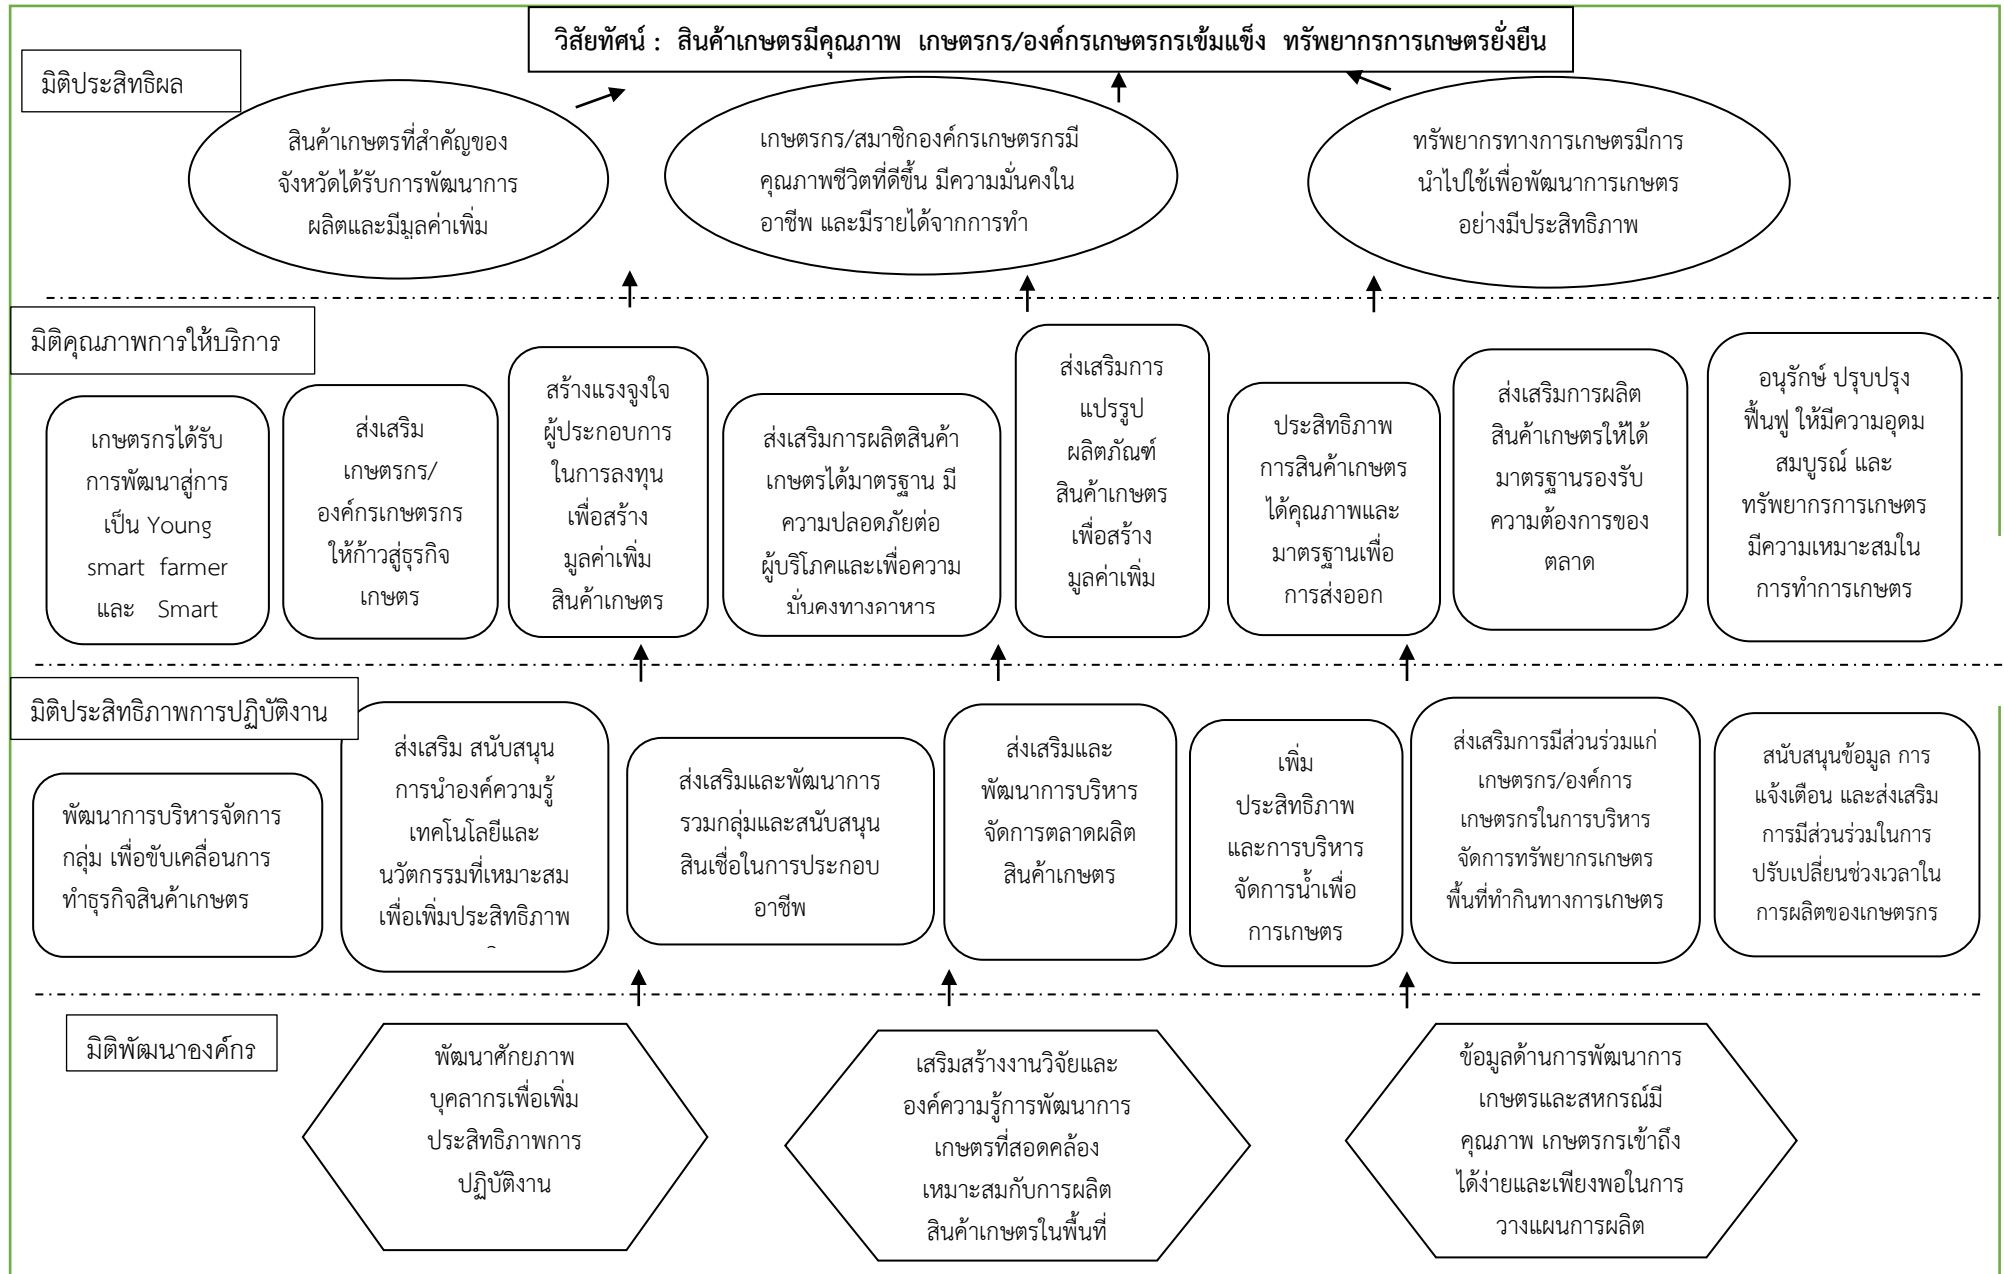 วิสัยทัศน์ : สินค้าเกษตรมีคุณภาพ เกษตรกร/องค์กรเกษตรกรเข้มแข็ง ทรัพยากรการเกษตรยั่งยืน
มิติประสิทธิผล
สินค้าเกษตรที่สำคัญของ
จังหวัดได้รับการพัฒนาการ
ผลิตและมีมูลค่าเพิ่ม
เกษตรกร/สมาชิกองค์กรเกษตรกรมี
คุณภาพชีวิตที่ดีขึ้น มีความมั่นคงใน
อาชีพ และมีรายได้จากการทำ
ทรัพยากรทางการเกษตรมีการ
นำไปใช้เพื่อพัฒนาการเกษตร
อย่างมีประสิทธิภาพ
มิติคุณภาพการให้บริการ
เกษตรกรได้รับ
การพัฒนาสู่การ
เป็น Young
smart farmer
และ Smart
ส่งเสริม
เกษตรกร/
องค์กรเกษตรกร
ให้ก้าวสู่ธุรกิจ
เกษตร
สร้างแรงจูงใจ
ผู้ประกอบการ
ในการลงทุน
เพื่อสร้าง
มูลค่าเพิ่ม
สินค้าเกษตร
ส่งเสริมการผลิตสินค้า
เกษตรได้มาตรฐาน มี
ความปลอดภัยต่อ
ผู้บริโภคและเพื่อความ
มั่นคงทางอาหาร
ส่งเสริมการ
แปรรูป
ผลิตภัณฑ์
สินค้าเกษตร
เพื่อสร้าง
มูลค่าเพิ่ม
ประสิทธิภาพ
การสินค้าเกษตร
ได้คุณภาพและ
มาตรฐานเพื่อ
การส่งออก
ส่งเสริมการผลิต
สินค้าเกษตรให้ได้
มาตรฐานรองรับ
ความต้องการของ
ตลาด
อนุรักษ์ ปรุบปรุง
ฟื้นฟู ให้มีความอุดม
สมบูรณ์ และ
ทรัพยากรการเกษตร
มีความเหมาะสมใน
การทำการเกษตร
มิติประสิทธิภาพการปฏิบัติงาน
พัฒนาการบริหารจัดการ
กลุ่ม เพื่อขับเคลื่อนการ
ทำธุรกิจสินค้าเกษตร
ส่งเสริม สนับสนุน
การนำองค์ความรู้
เทคโนโลยีและ
นวัตกรรมที่เหมาะสม
เพื่อเพิ่มประสิทธิภาพ
ส่งเสริมและพัฒนาการ
รวมกลุ่มและสนับสนุน
สินเชื่อในการประกอบ
อาชีพ
ส่งเสริมและ
พัฒนาการบริหาร
จัดการตลาดผลิต
สินค้าเกษตร
เพิ่ม
ประสิทธิภาพ
และการบริหาร
จัดการน้ำเพื่อ
การเกษตร
ส่งเสริมการมีส่วนร่วมแก่
เกษตรกร/องค์การ
เกษตรกรในการบริหาร
จัดการทรัพยากรเกษตร
พื้นที่ทำกินทางการเกษตร
สนับสนุนข้อมูล การ
แจ้งเตือน และส่งเสริม
การมีส่วนร่วมในการ
ปรับเปลี่ยนช่วงเวลาใน
การผลิตของเกษตรกร
มิติพัฒนาองค์กร
พัฒนาศักยภาพ
บุคลากรเพื่อเพิ่ม
ประสิทธิภาพการ
ปฏิบัติงาน
เสริมสร้างงานวิจัยและ
องค์ความรู้การพัฒนาการ
เกษตรที่สอดคล้อง
เหมาะสมกับการผลิต
สินค้าเกษตรในพื้นที่
ข้อมูลด้านการพัฒนาการ
เกษตรและสหกรณ์มี
คุณภาพ เกษตรกรเข้าถึง
ได้ง่ายและเพียงพอในการ
วางแผนการผลิต